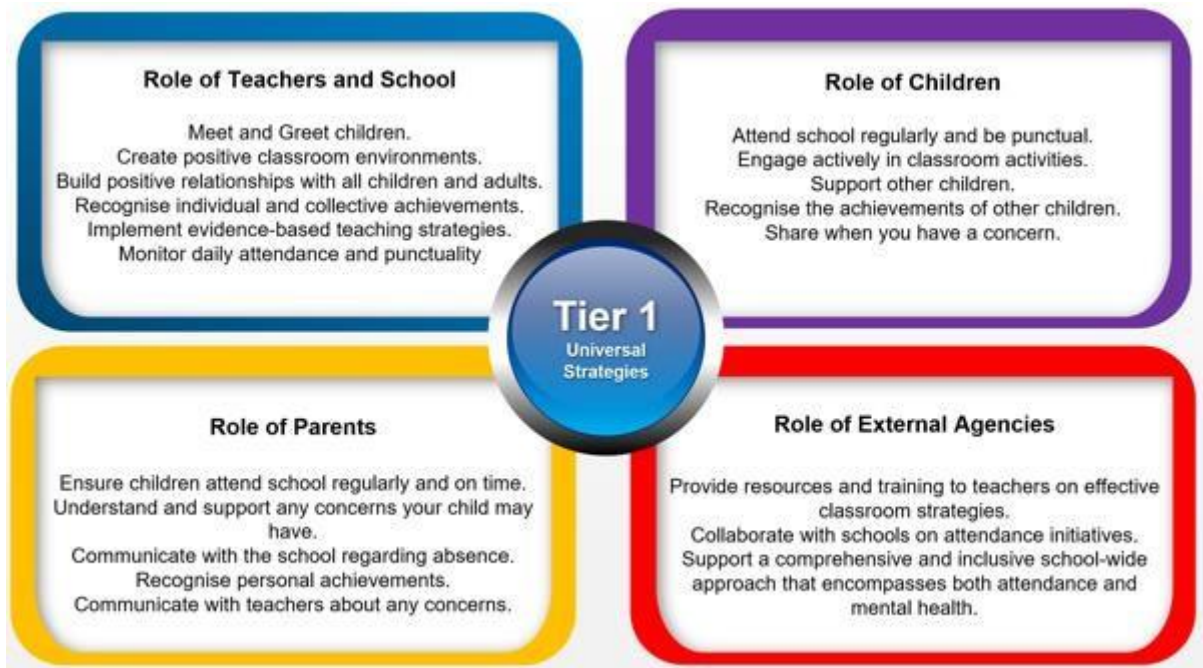 Role of Teachers and School
Meet and Greet children.
Create positive classroom environments.
Build positive relationships with all children and adults.
Recognise individual and collective achievements.
Implement evidence-based teaching strategies.
Monitor daily attendance and punctuality
Role of Children
Attend school regularly and be punctual.
Engage actively in classroom activities.
Support other children.
Recognise the achievements of other children.
Share when you have a concern.
Tier 1
Universal
Strategies
Role of Parents
Ensure children attend school regularly and on time.
Understand and support any concerns your child may
have.
Communicate with the school regarding absence.
Recognise personal achievements.
Communicate with teachers about any concerns.
Role of External Agencies
Provide resources and training to teachers on effective
classroom strategies.
Collaborate with schools on attendance initiatives.
Support a comprehensive and inclusive school-wide
approach that encompasses both attendance and
mental health.